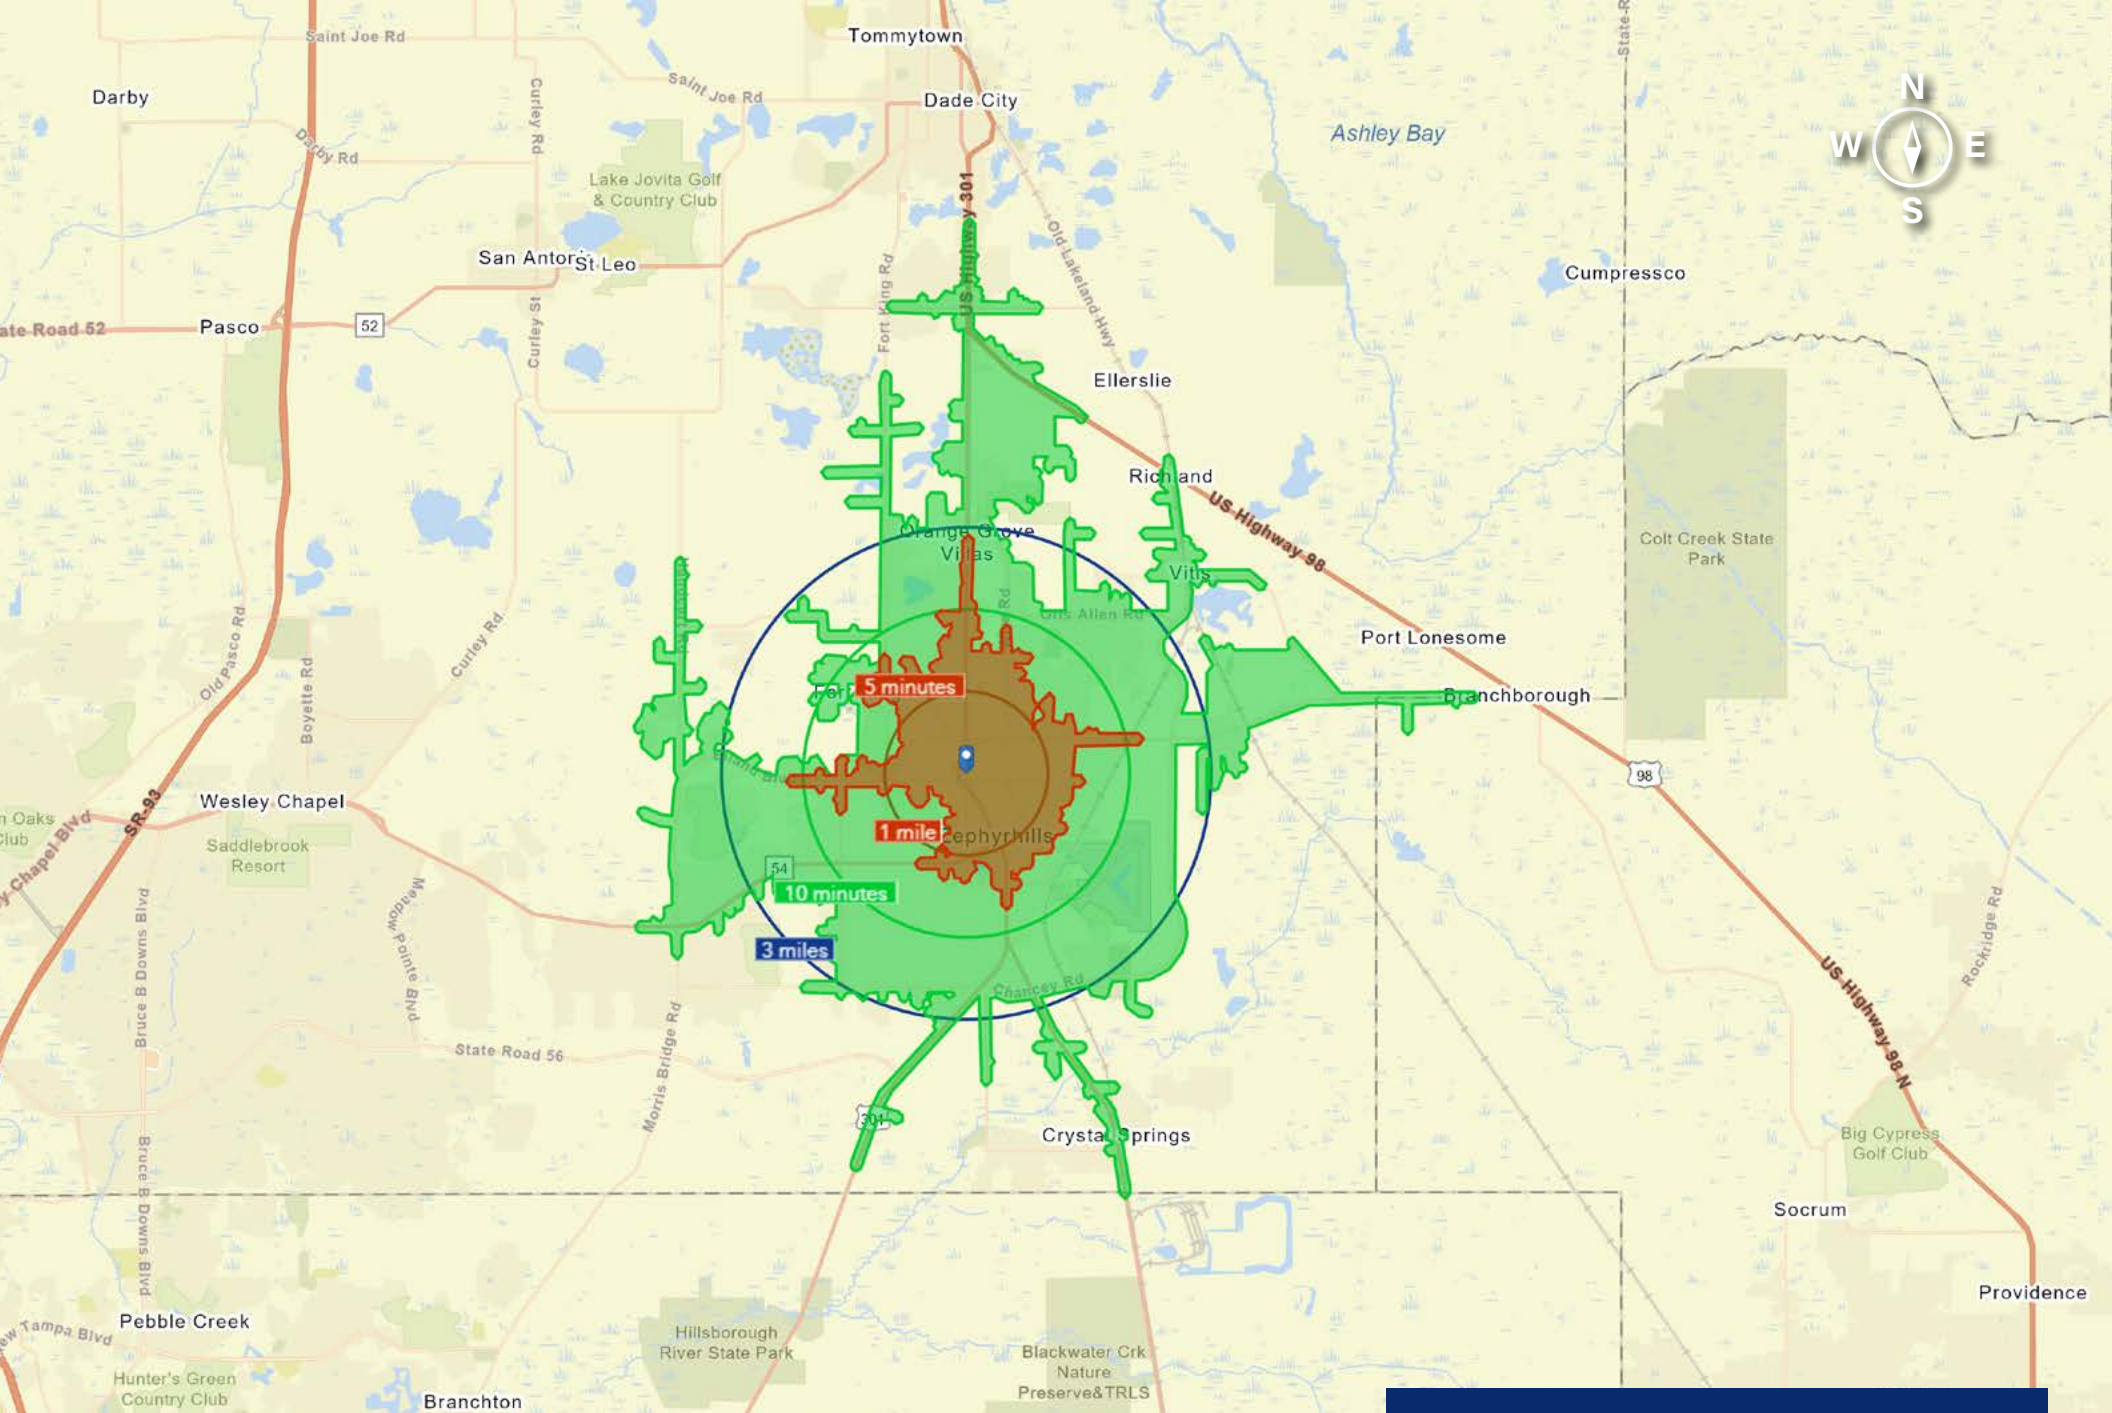 Tommytown
Saint Joe Rd
Darby
Saint Joe Rd
Curley Rd
Dade City
N
W E
S
Ashley Bay
Darby Rd
Lake Jovita Golf
& Country Club
US Highway 301
Old Lakeland Hwy
San Antoni
St Leo
Cumpressco
Fort King Rd
ate Road 52
Pasco
52
Curley St
Ellerslie
Richland
US Highway 98
Orange Grove
Villas
Colt Creek State
Park
Vitis
Rd
Otis Allen Rd
Old Pasco Rd
Curley Rd
Boyette Rd
Port Lonesome
5 minutes
For
Branchborough
Eiland Blv
98
SR-93
Wesley Chapel
n Oaks
Club
y Chapel Blvd
Saddlebrook
Resort
1 mile
Zephyrhills
54
10 minutes
Meadow Pointe Blvd
Bruce B Downs Blvd
3 miles
Chancey Rd
US Highway 98 N
Rockridge Rd
State Road 56
Morris Bridge Rd
301
Crystal Springs
Big Cypress
Golf Club
Bruce B Downs Blvd
Socrum
Providence
Pebble Creek
ew Tampa Blvd
Hillsborough
River State Park
Blackwater Crk
Nature
Preserve&TRLS
Hunter's Green
Country Club
Branchton